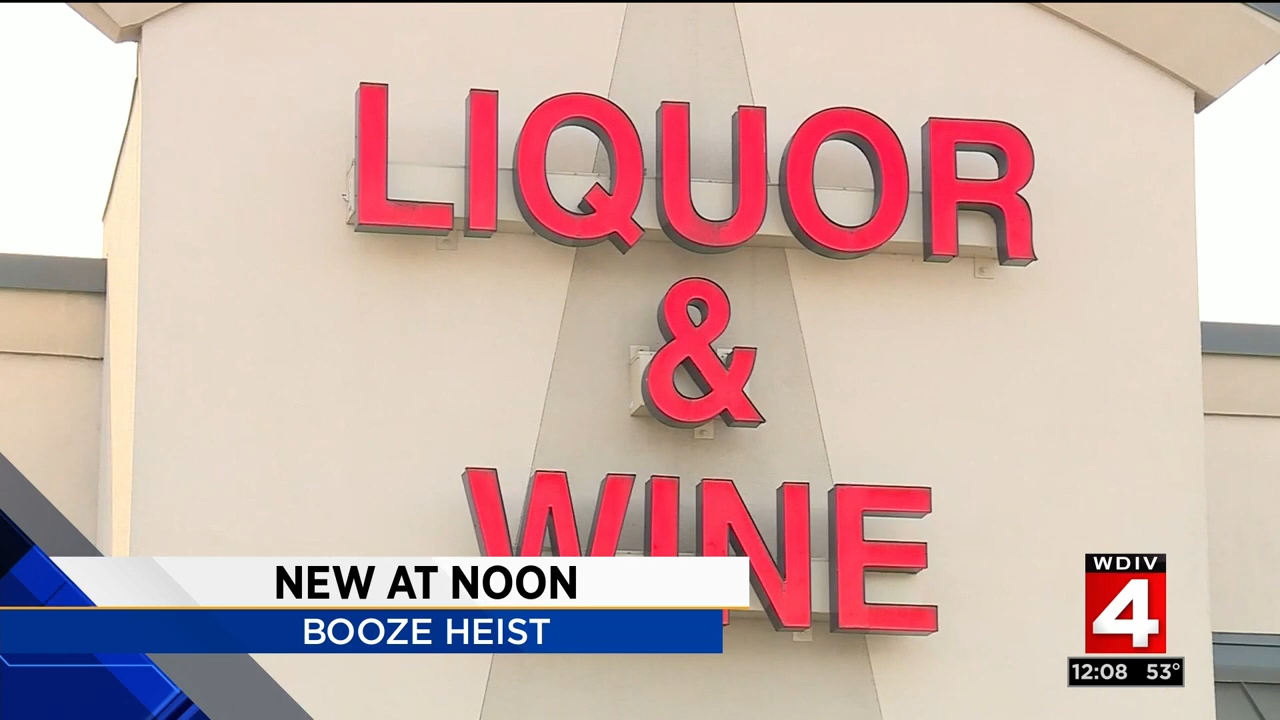 LIQUOR
&
WINE
NEW AT NOON
BOOZE HEIST
WDIV
4
12:08 53°